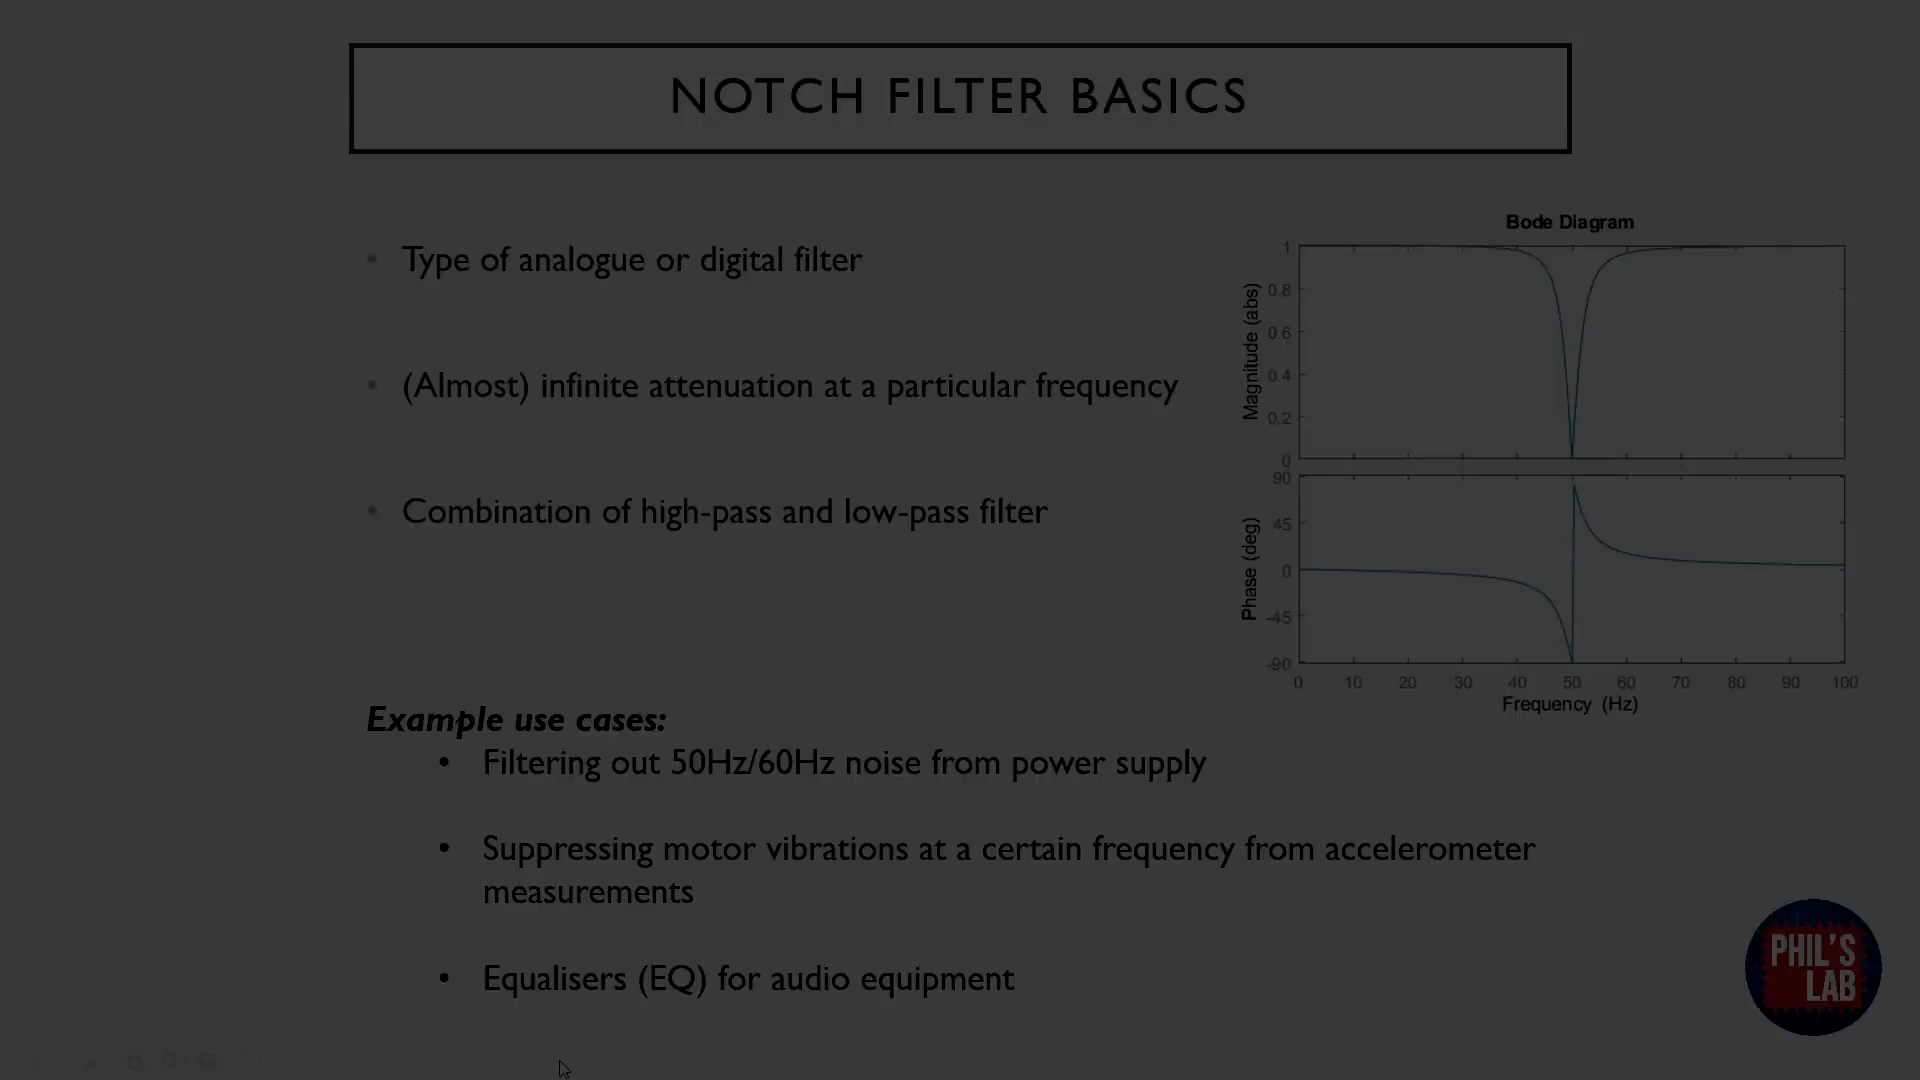 NOTCH FILTER BASICS
• Type of analogue or digital filter
• (Almost) infinite attenuation at a particular frequency
• Combination of high-pass and low-pass filter
Bode Diagram
Magnitude (abs)
1
0.8
0.6
0.4
0.2
0
Phase (deg)
90
45
0
-45
-90
0 10 20 30 40 50 60 70 80 90 100
Frequency (Hz)
Example use cases:
• Filtering out 50Hz/60Hz noise from power supply
• Suppressing motor vibrations at a certain frequency from accelerometer
measurements
• Equalisers (EQ) for audio equipment
PHIL'S
LAB